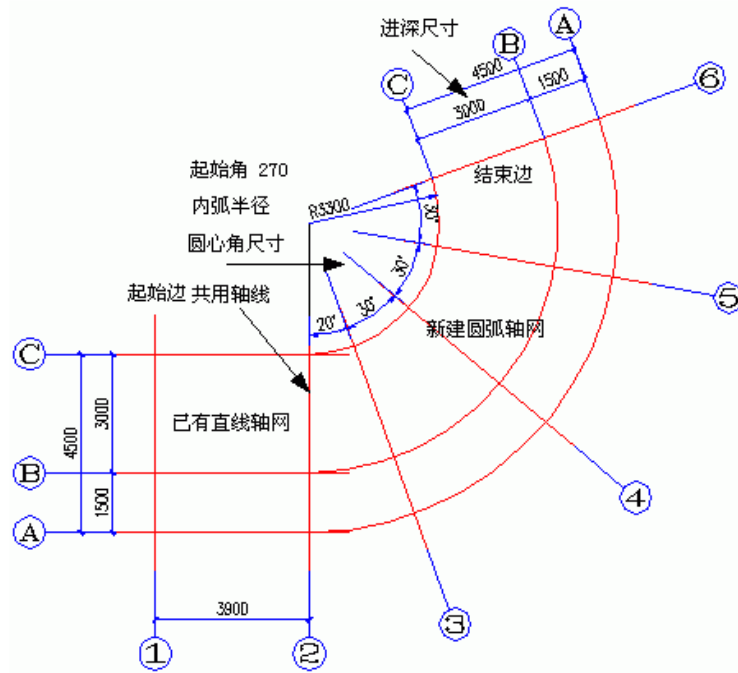 进深尺寸
A
B
C
4500
1500
3000
6
起始角 270
结束边
内弧半径
R3300
30°
圆心角尺寸
30°
5
起始边 共用轴线
20°
30°
新建圆弧轴网
C
3000
4500
已有直线轴网
B
1500
4
A
3900
3
1
2